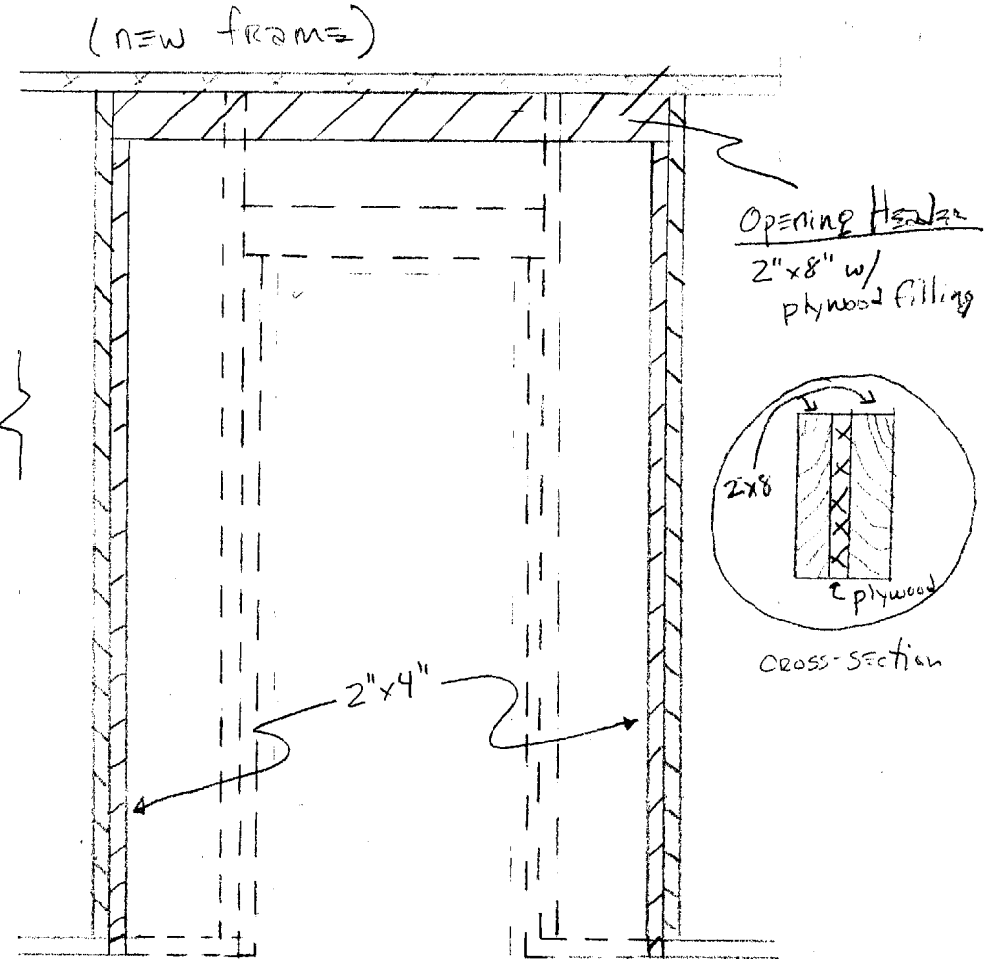 (new frame)
Opening Header
2"x8" w/
plywood filling
2x8
plywood
cross-section
2"x4"